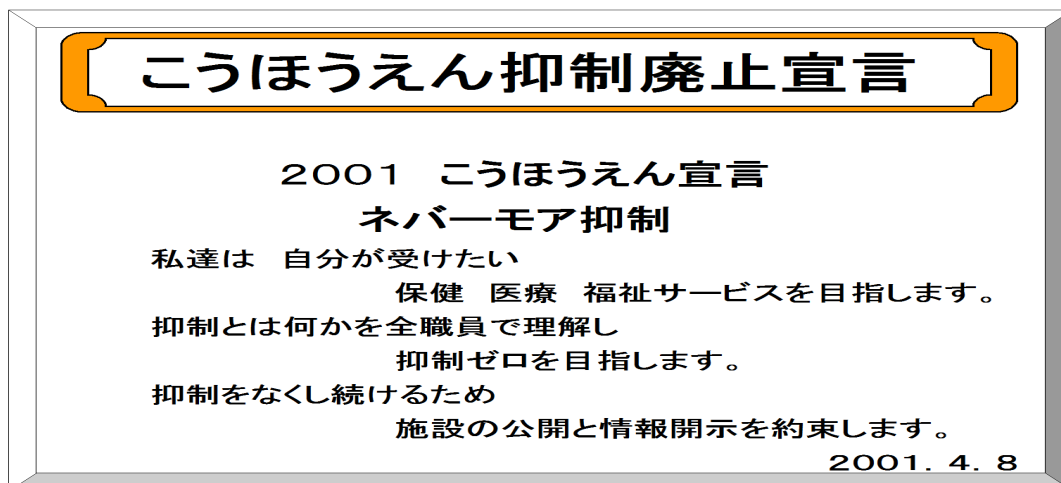 こうほうえん抑制廃止宣言
２００１　こうほうえん宣言
ネバーモア抑制
私達は　自分が受けたい
保健　医療　福祉サービスを目指します。
抑制とは何かを全職員で理解し
抑制ゼロを目指します。
抑制をなくし続けるため
施設の公開と情報開示を約束します。
２００１．４．８